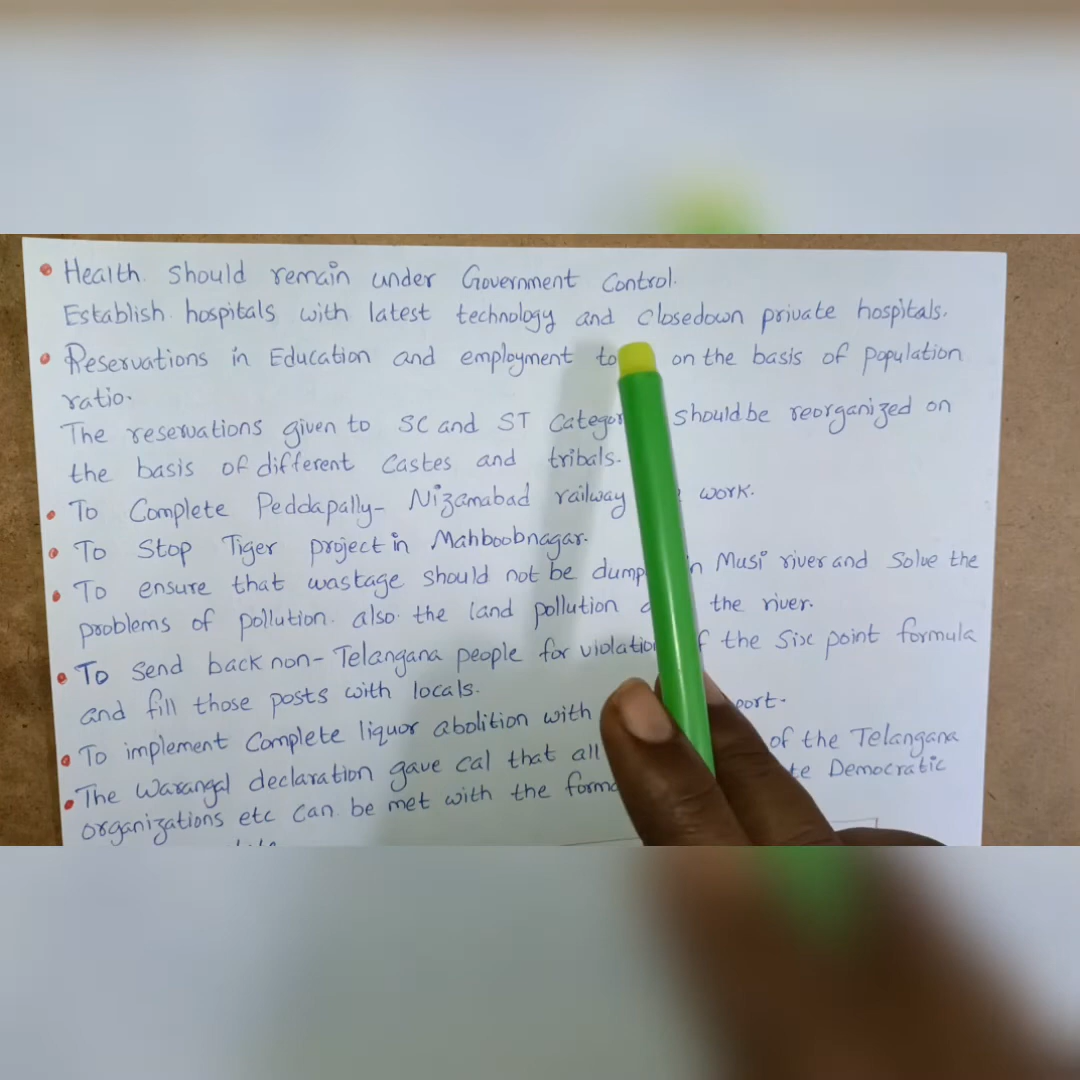 Health. should remain under Government Control.
Establish hospitals with latest technology and closedown private hospitals.
Reservations in Education and employment to on the basis of population
ratio.
The reservations given to SC and ST should be reorganized on
the basis of different Castes and tribals.
To Complete Peddapally- Nizamabad railway work.
To Stop Tiger project in Mahboobnagar.
To ensure that wastage should not be Musi river and Solve the
problems of pollution. also the land pollution the river.
To Send back non-Telangana people for the Six point formula
and fill those posts with locals.
To implement Complete liquor abolition with
The Warangal declaration gave cal that all of the Telangana
organizations etc Can be met with the Democratic